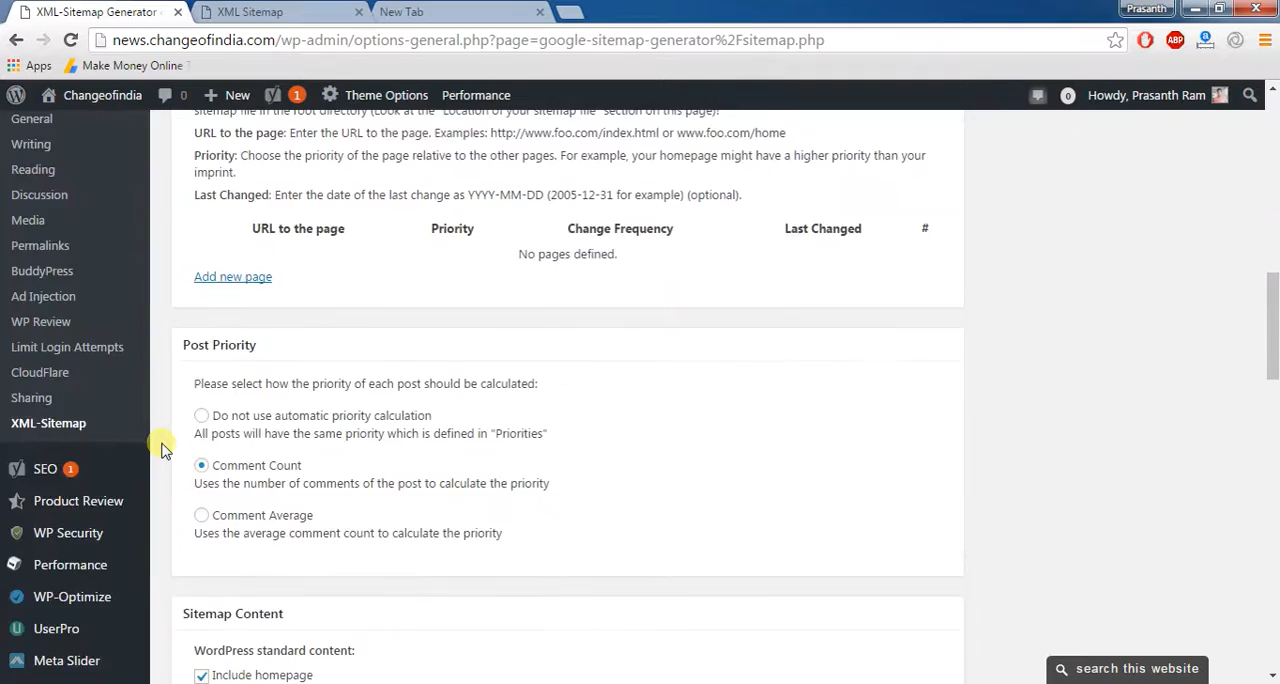 XML-Sitemap Generator
XML Sitemap
New Tab
Prasanth
news.changeofindia.com/wp-admin/options-general.php?page=google-sitemap-generator%2Fsitemap.php
ABP
Apps
Make Money Online
Changeofindia
0
New
1
Theme Options
Performance
0
Howdy, Prasanth Ram
General
Writing
Reading
Discussion
Media
Permalinks
BuddyPress
Ad Injection
WP Review
Limit Login Attempts
CloudFlare
Sharing
XML-Sitemap
SEO 1
Product Review
WP Security
Performance
WP-Optimize
UserPro
Meta Slider
sitemap file in the root directory (Look at the "Location of your sitemap file" section on this page)!
URL to the page: Enter the URL to the page. Examples: http://www.foo.com/index.html or www.foo.com/home
Priority: Choose the priority of the page relative to the other pages. For example, your homepage might have a higher priority than your
imprint.
Last Changed: Enter the date of the last change as YYYY-MM-DD (2005-12-31 for example) (optional).
URL to the page Priority Change Frequency Last Changed #
No pages defined.
Add new page
Post Priority
Please select how the priority of each post should be calculated:
Do not use automatic priority calculation
All posts will have the same priority which is defined in "Priorities"
Comment Count
Uses the number of comments of the post to calculate the priority
Comment Average
Uses the average comment count to calculate the priority
Sitemap Content
WordPress standard content:
Include homepage
search this website